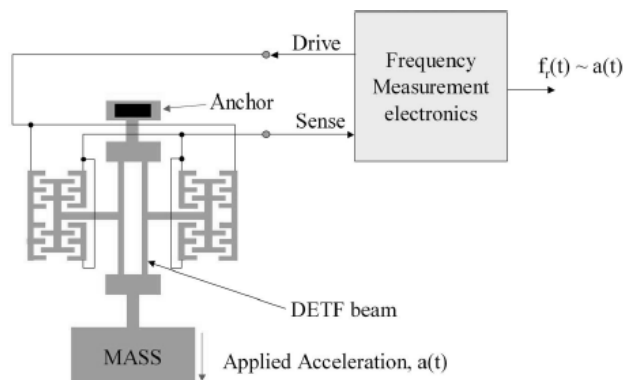 Drive
Frequency
Measurement
electronics
f_r(t) ~ a(t)
Anchor
Sense
DETF beam
MASS
Applied Acceleration, a(t)